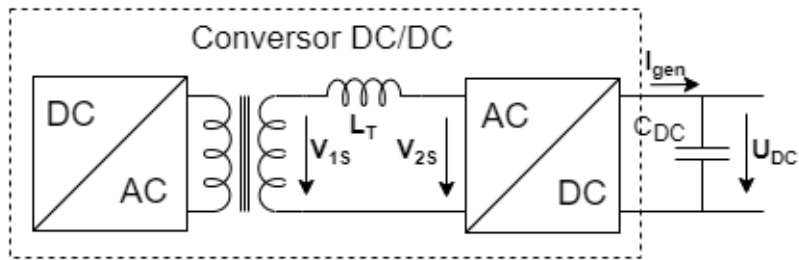 Conversor DC/DC
DC
AC
L_T
V_1S
V_2S
AC
DC
I_gen
C_DC
U_DC